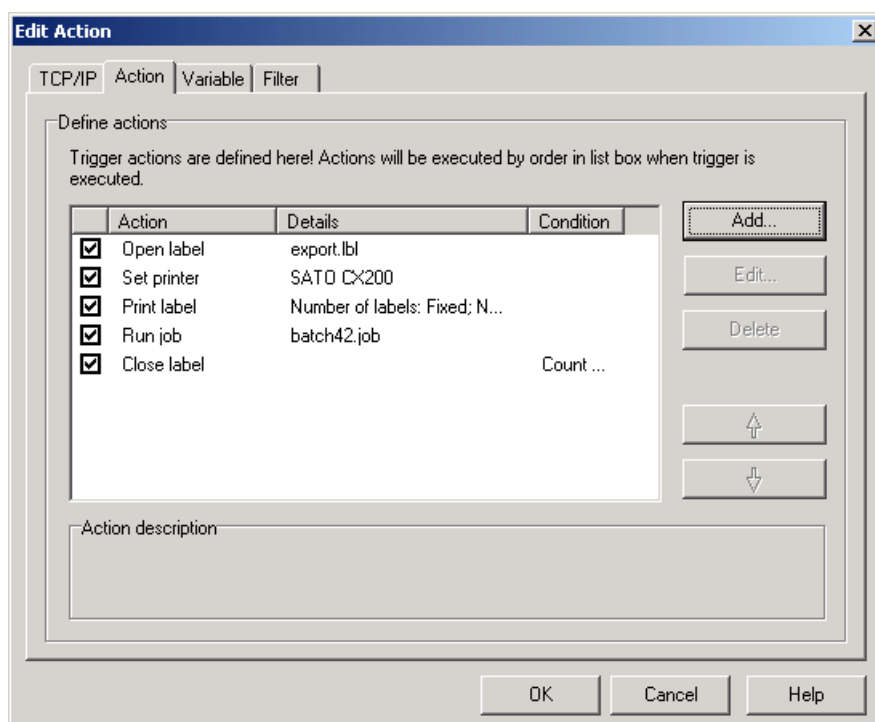 Edit Action
TCP/IP Action Variable Filter
Define actions
Trigger actions are defined here! Actions will be executed by order in list box when trigger is
executed.
Action Details Condition
Open label export.lbl
Set printer SATO CX200
Print label Number of labels: Fixed; N...
Run job batch42.job
Close label Count ...
Add...
Edit...
Delete
Action description
OK Cancel Help